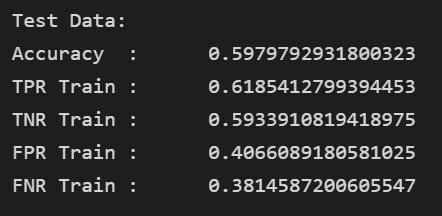 Test Data:
Accuracy  :      0.5979792931800323
TPR Train :      0.6185412799394453
TNR Train :      0.5933910819418975
FPR Train :      0.4066089180581025
FNR Train :      0.3814587200605547